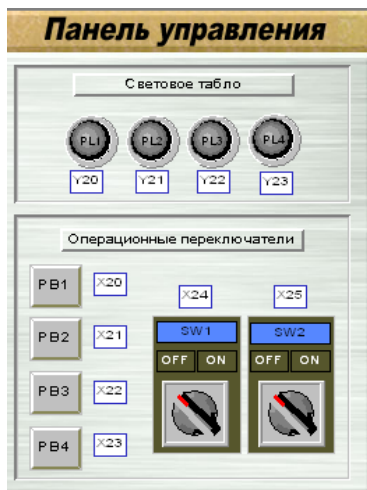 Панель управления
Световое табло
PL1 PL2 PL3 PL4
Y20 Y21 Y22 Y23
Операционные переключатели
PB1 X20
X24 X25
PB2 X21
SW1 SW2
OFF ON OFF ON
PB3 X22
PB4 X23